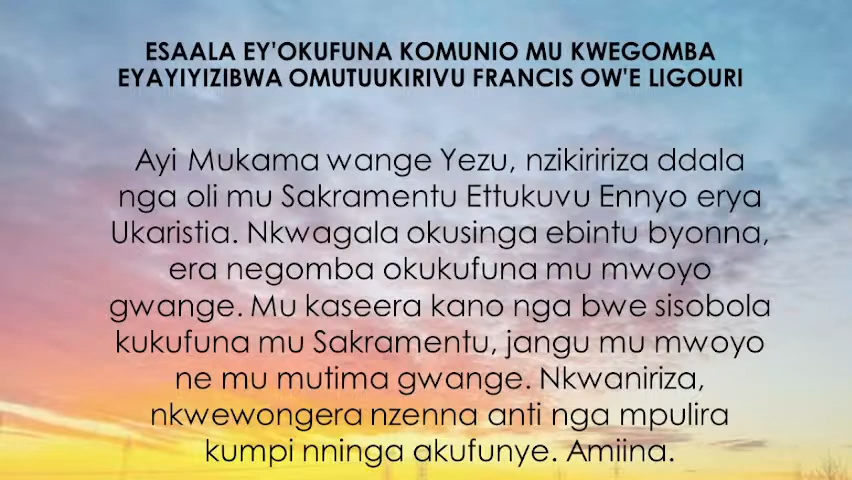 ESAALA EY'OKUFUNA KOMUNIO MU KWEGOMBA
EYAYIYIZIBWA OMUTUUKIRIVU FRANCIS OW'E LIGOURI
Ayi Mukama wange Yezu, nzikiririza ddala
nga oli mu Sakramentu Ettukuvu Ennyo erya
Ukaristia. Nkwagala okusinga ebintu byonna,
era negomba okukufuna mu mwoyo
gwange. Mu kaseera kano nga bwe sisobola
kukufuna mu Sakramentu, jangu mu mwoyo
ne mu mutima gwange. Nkwaniriza,
nkwewongera nzenna anti nga mpulira
kumpi nninga akufunye. Amiina.